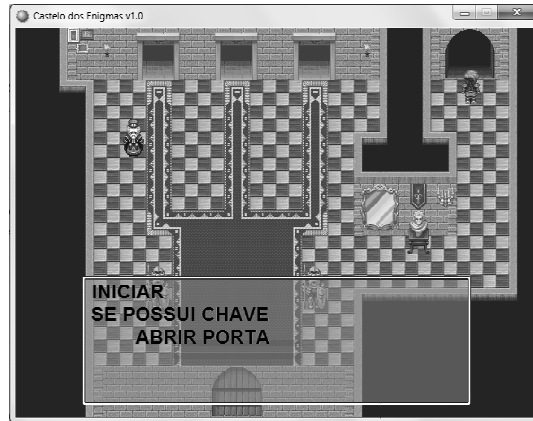 Castelo dos Enigmas v1.0
INICIAR
SE POSSUI CHAVE
ABRIR PORTA